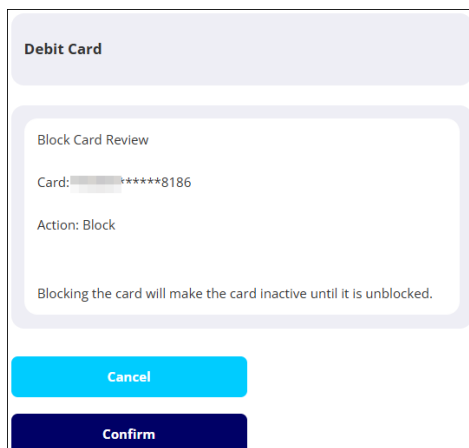 Debit Card
Block Card Review
Card: ******8186
Action: Block
Blocking the card will make the card inactive until it is unblocked.
Cancel
Confirm